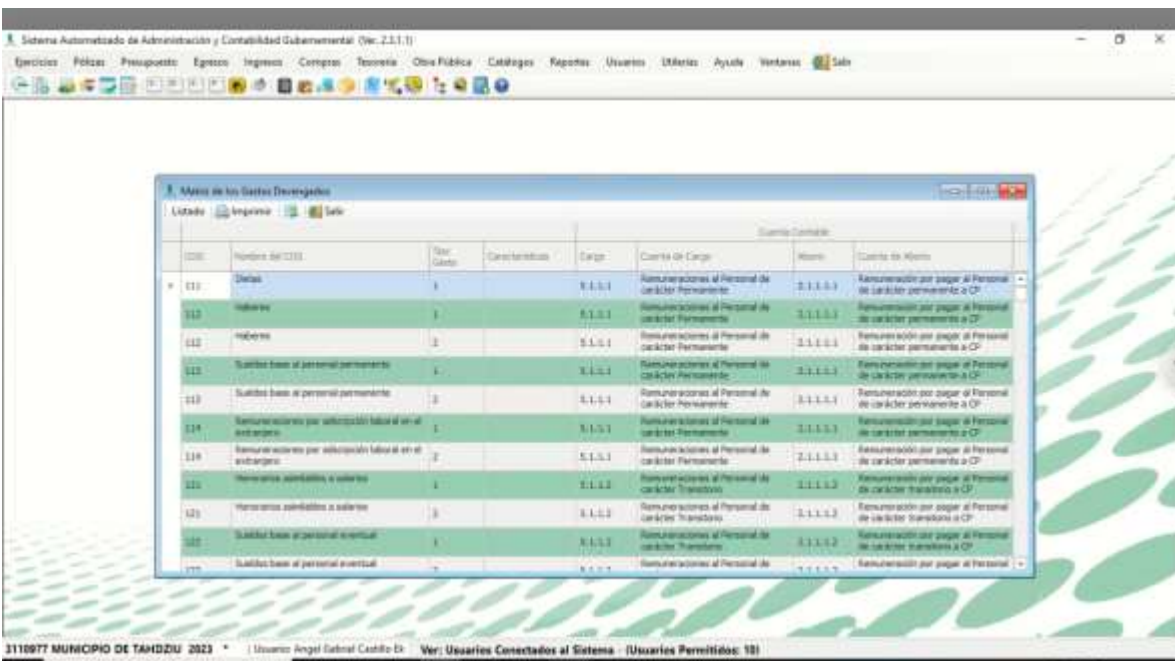 Sistema Automatizado de Administración y Contabilidad Gubernamental (Ver. 2.3.1.1)
Ejercicios Pólizas Presupuesto Egresos Ingresos Compras Tesorería Obra Pública Catálogos Reportes Usuarios Utilerías Ayuda Ventanas Salir
Matriz de los Gastos Devengados
Listado Imprimir Salir
Cuenta Contable
COG Nombre del COG Tipo Gasto Características Cargo Cuenta de Cargo Abono Cuenta de Abono
111 Dietas 1 5.1.1.1 Remuneraciones al Personal de carácter Permanente 2.1.1.1.1 Remuneración por pagar al Personal de carácter permanente a CP
Haberes 1 5.1.1.1 Remuneraciones al Personal de carácter Permanente 2.1.1.1.1 Remuneración por pagar al Personal de carácter permanente a CP
112 Haberes 2 5.1.1.1 Remuneraciones al Personal de carácter Permanente 2.1.1.1.1 Remuneración por pagar al Personal de carácter permanente a CP
Sueldos base al personal permanente 1 5.1.1.1 Remuneraciones al Personal de carácter Permanente 2.1.1.1.1 Remuneración por pagar al Personal de carácter permanente a CP
113 Sueldos base al personal permanente 2 5.1.1.1 Remuneraciones al Personal de carácter Permanente 2.1.1.1.1 Remuneración por pagar al Personal de carácter permanente a CP
114 Remuneraciones por adscripción laboral en el extranjero 1 5.1.1.1 Remuneraciones al Personal de carácter Permanente 2.1.1.1.1 Remuneración por pagar al Personal de carácter permanente a CP
114 Remuneraciones por adscripción laboral en el extranjero 2 5.1.1.1 Remuneraciones al Personal de carácter Permanente 2.1.1.1.1 Remuneración por pagar al Personal de carácter permanente a CP
121 Honorarios asimilables a salarios 1 5.1.1.2 Remuneraciones al Personal de carácter Transitorio 2.1.1.1.2 Remuneración por pagar al Personal de carácter transitorio a CP
121 Honorarios asimilables a salarios 2 5.1.1.2 Remuneraciones al Personal de carácter Transitorio 2.1.1.1.2 Remuneración por pagar al Personal de carácter transitorio a CP
122 Sueldos base al personal eventual 1 5.1.1.2 Remuneraciones al Personal de carácter Transitorio 2.1.1.1.2 Remuneración por pagar al Personal de carácter transitorio a CP
Sueldos base al personal eventual Remuneraciones al Personal de Remuneración por pagar al Personal
3110977 MUNICIPIO DE TAHDZIU 2023 * | Usuario: Angel Gabriel Castillo Ek Ver: Usuarios Conectados al Sistema - (Usuarios Permitidos: 10)